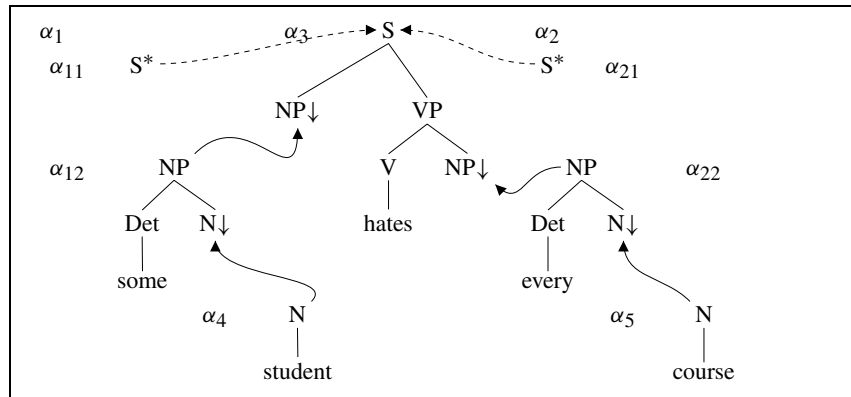 α1 α3 S α2
α11 S* S* α21
NP↓ VP
α12 NP V NP↓ NP α22
Det N↓ hates Det N↓
some every
α4 N α5 N
student course